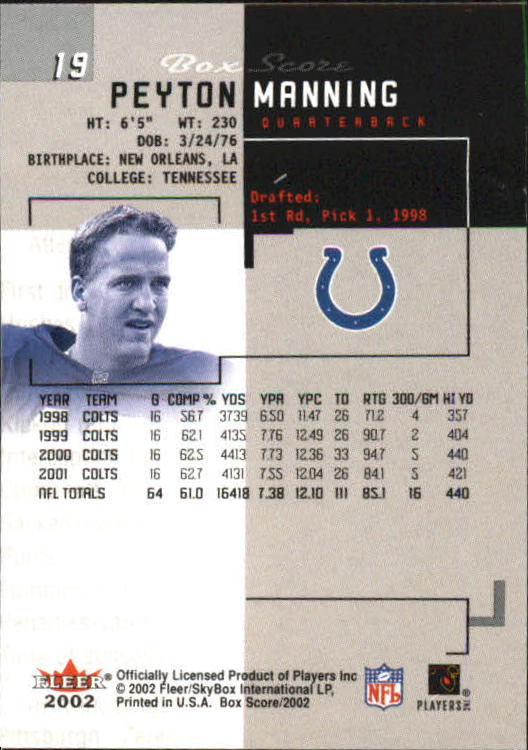 19
Box Score
PEYTON MANNING
HT: 6'5" WT: 230
QUARTERBACK
DOB: 3/24/76
BIRTHPLACE: NEW ORLEANS, LA
COLLEGE: TENNESSEE
Drafted:
1st Rd, Pick 1, 1998
YEAR TEAM G COMP % YDS YPA YPC TD RTG 300/GM HI YD
1998 COLTS 16 56.7 3739 6.50 11.47 26 71.2 4 357
1999 COLTS 16 62.1 4135 7.76 12.49 26 90.7 2 404
2000 COLTS 16 62.5 4413 7.73 12.36 33 94.7 5 440
2001 COLTS 16 62.7 4131 7.55 12.04 26 84.1 5 421
NFL TOTALS 64 61.0 16418 7.38 12.10 111 85.1 16 440
FLEER®
2002
Officially Licensed Product of Players Inc
© 2002 Fleer/SkyBox International LP,
Printed in U.S.A. Box Score/2002
NFL
PLAYERS INC ®